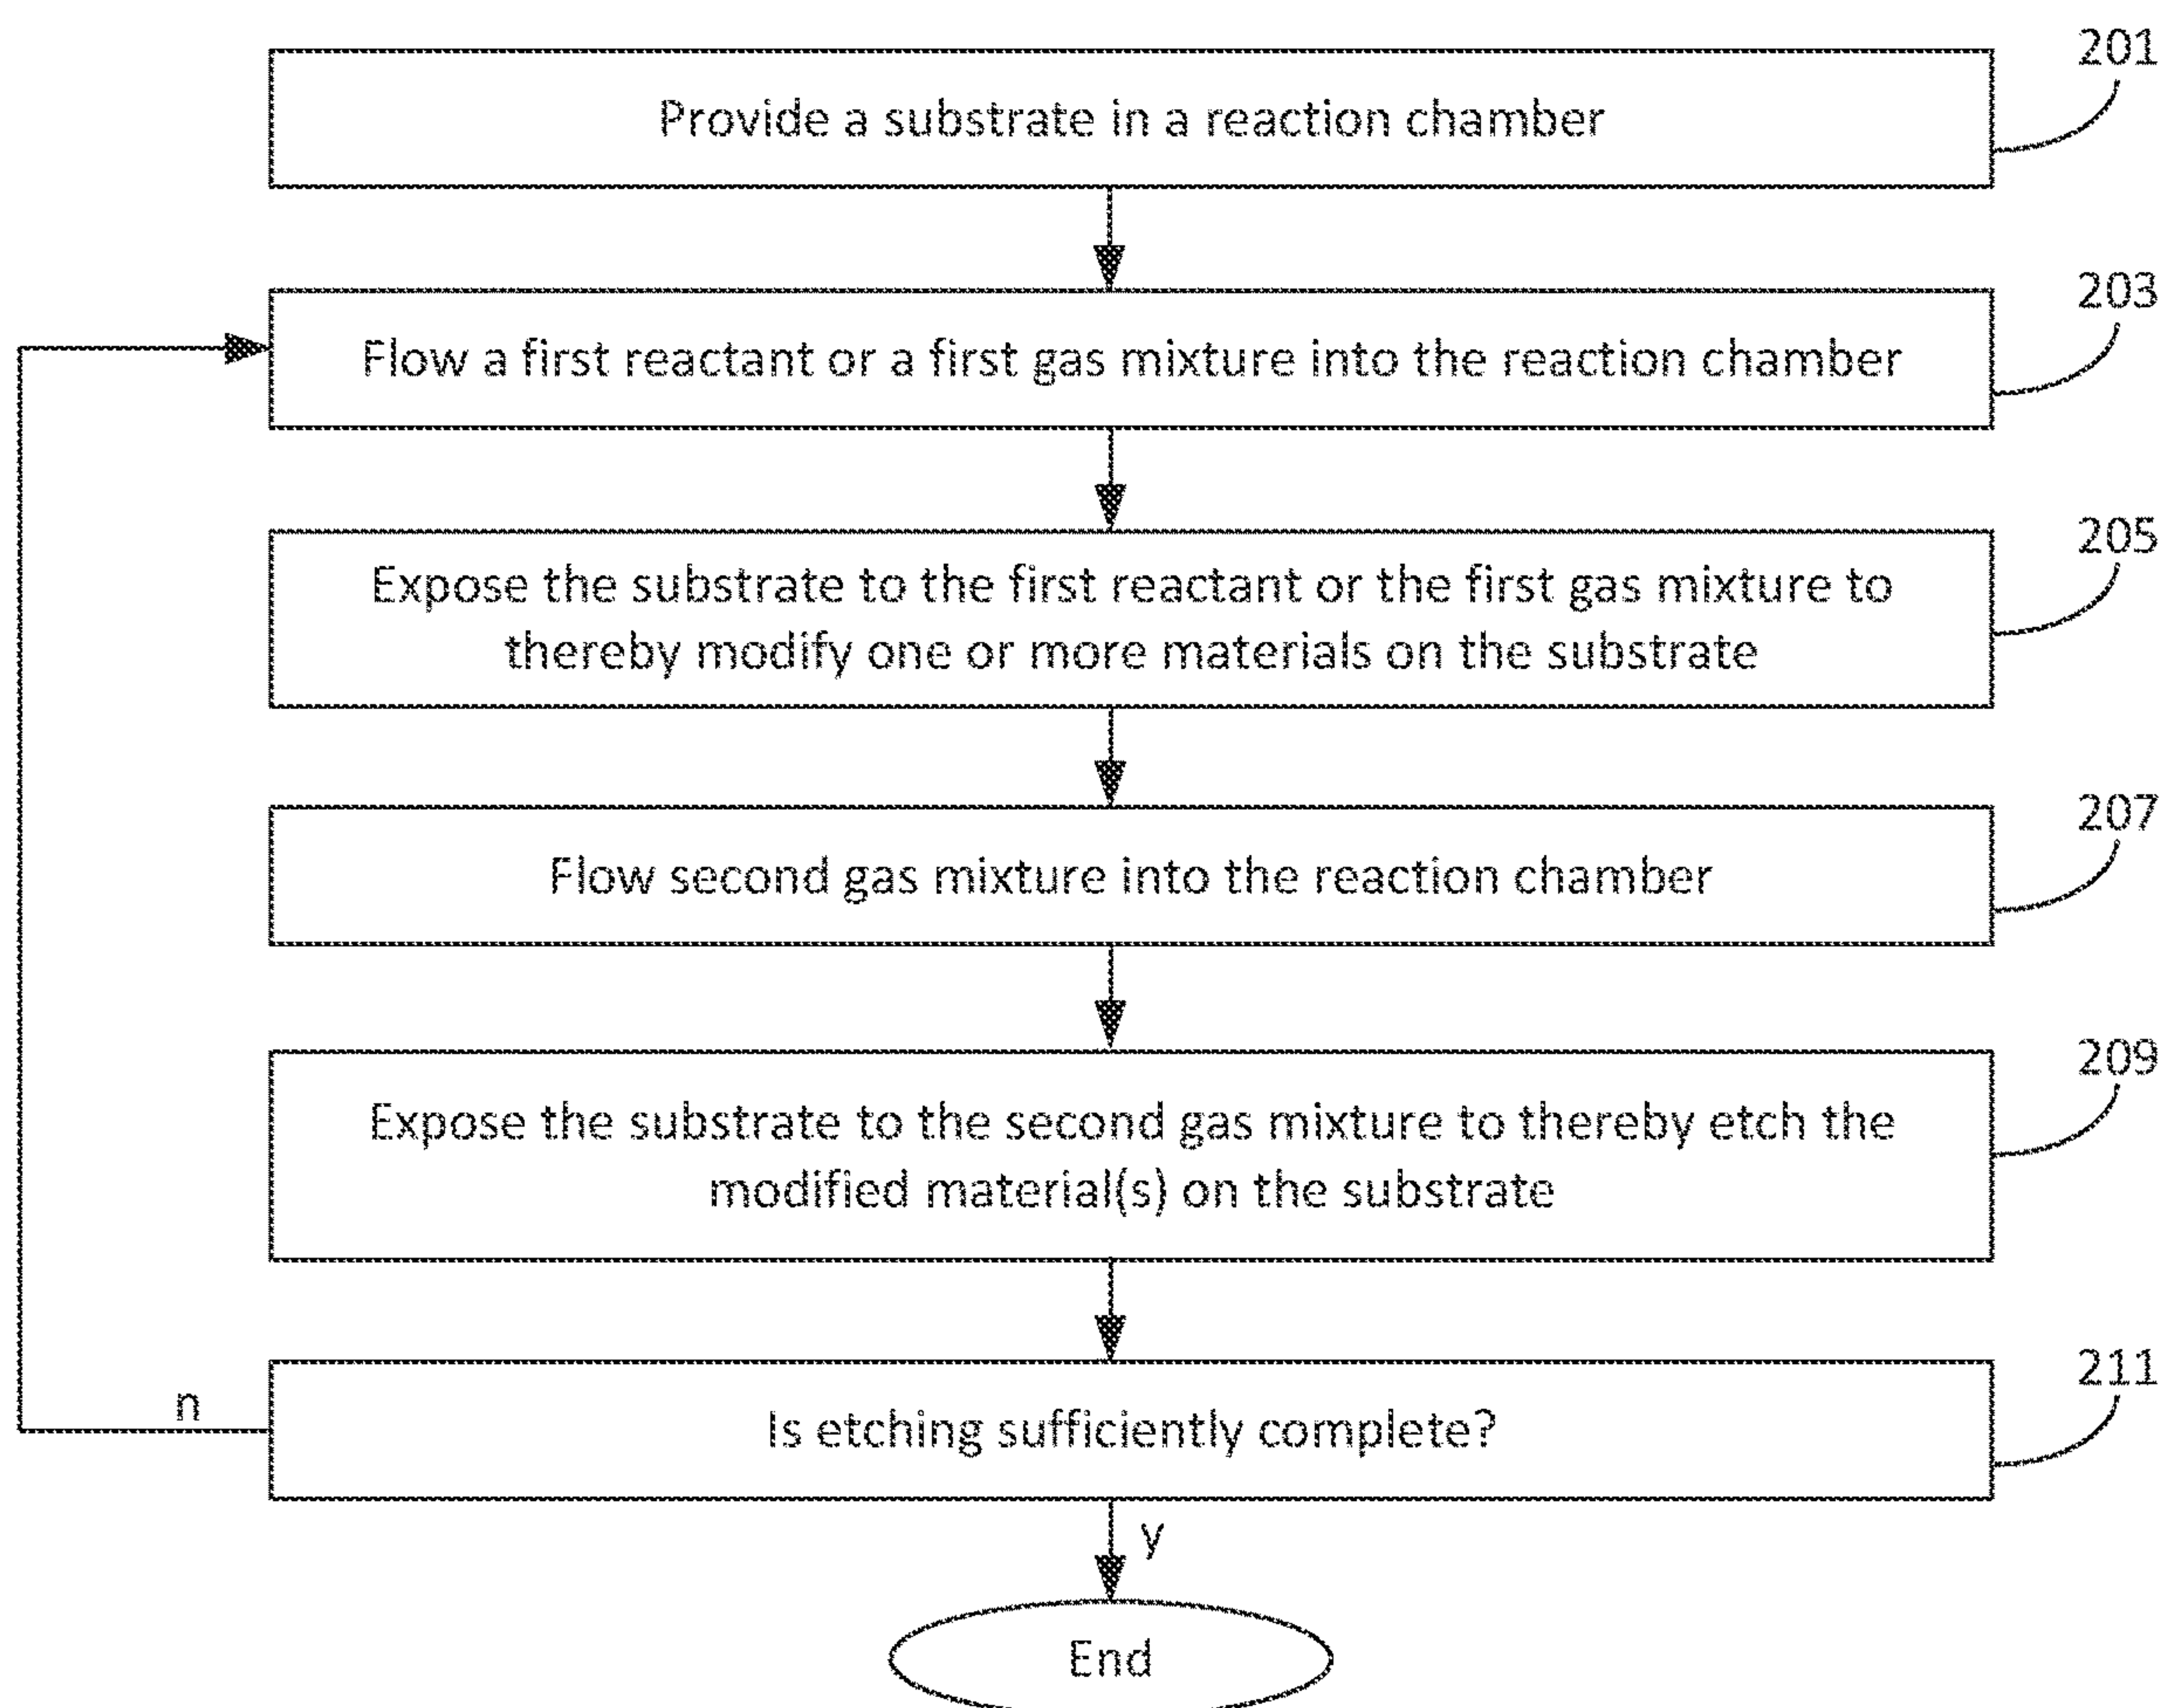 201
Provide a substrate in a reaction chamber
203
Flow a first reactant or a first gas mixture into the reaction chamber
205
Expose the substrate to the first reactant or the first gas mixture to
thereby modify one or more materials on the substrate
207
Flow second gas mixture into the reaction chamber
209
Expose the substrate to the second gas mixture to thereby etch the
modified material(s) on the substrate
211
n
Is etching sufficiently complete?
y
End